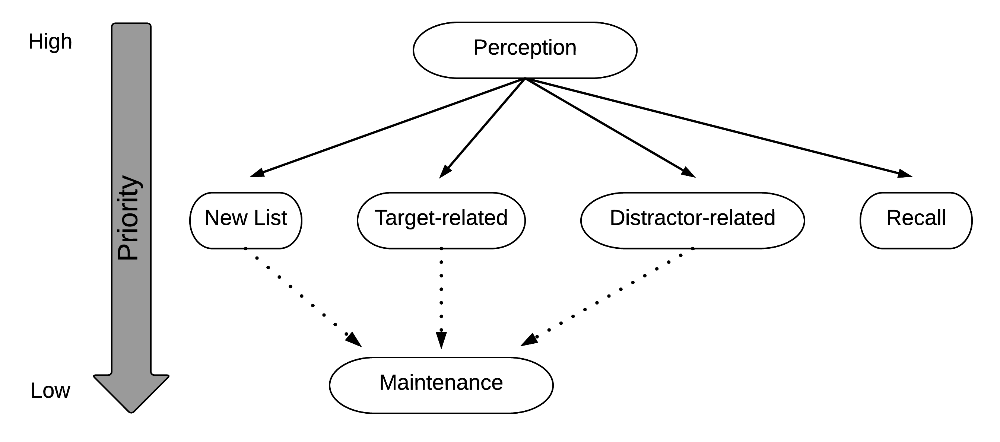 High
Perception
Priority
New List
Target-related
Distractor-related
Recall
Maintenance
Low